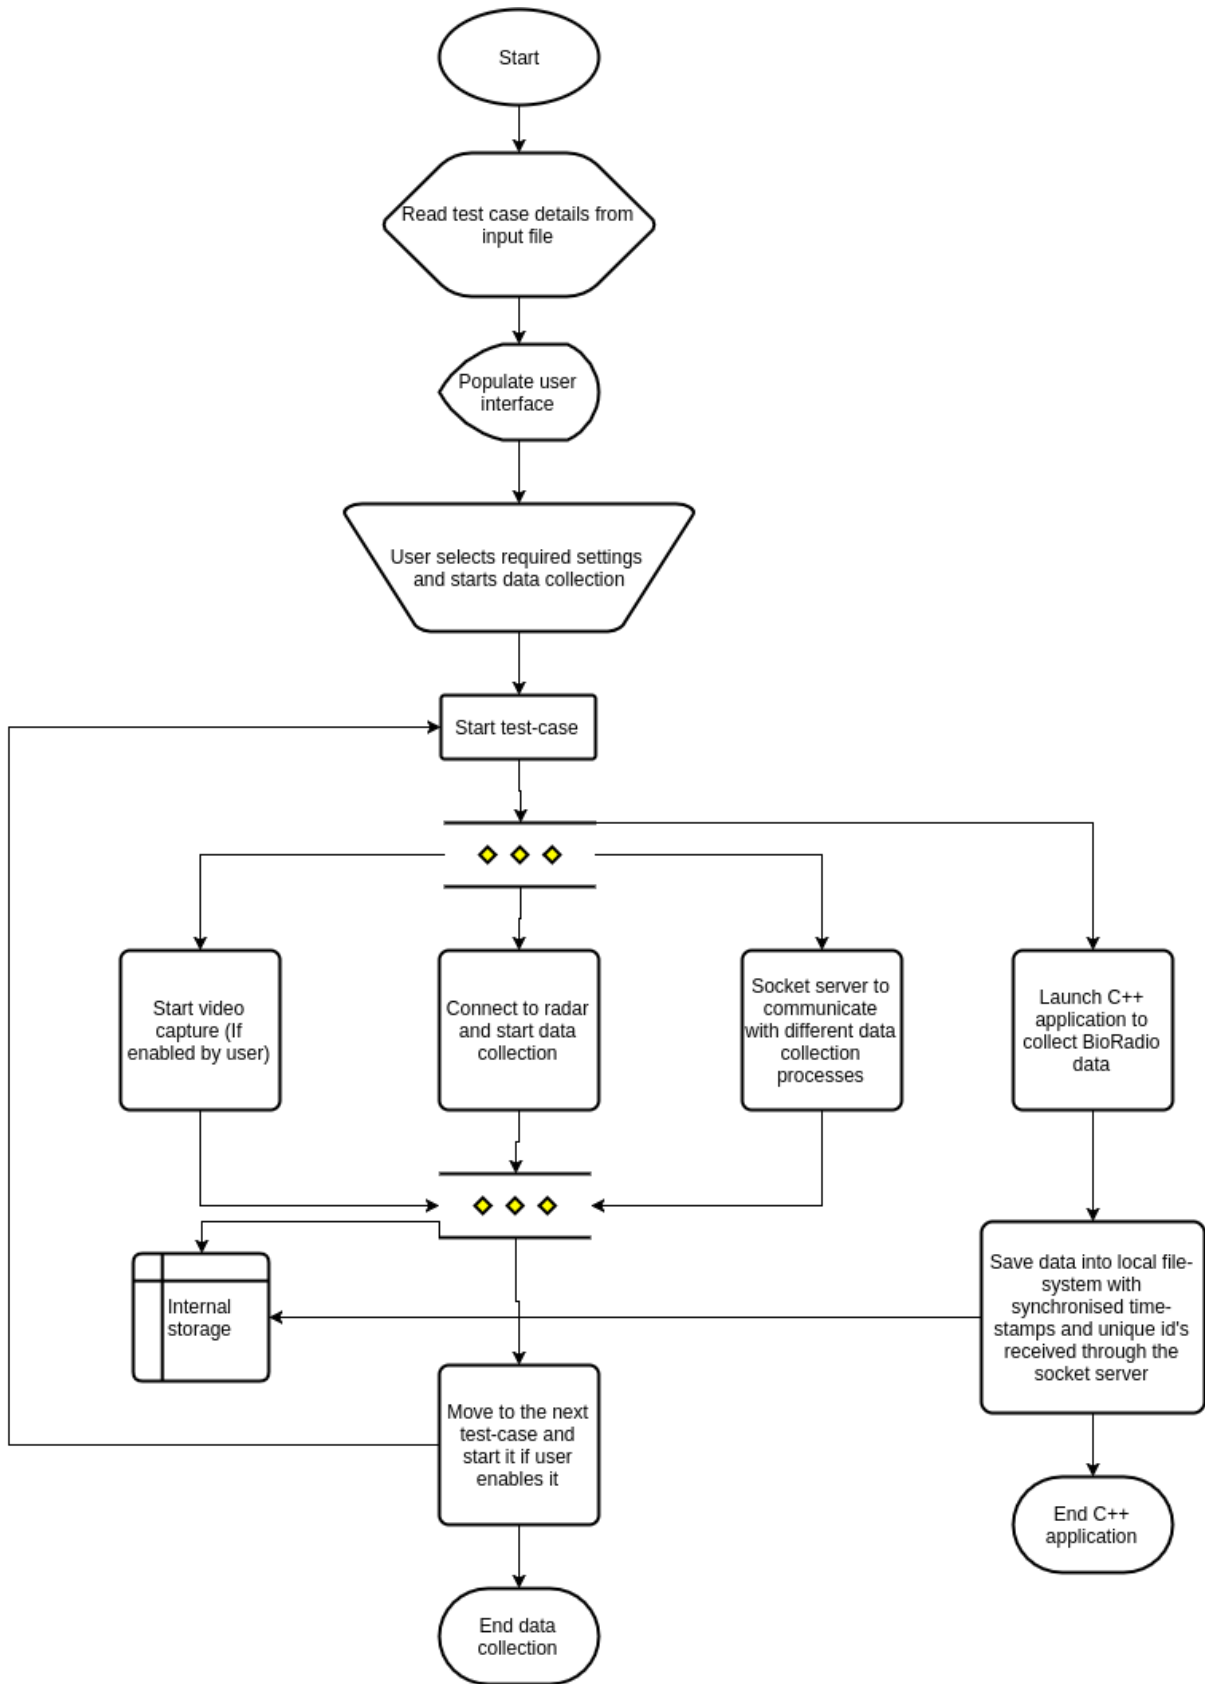 Start
Read test case details from
input file
Populate user
interface
User selects required settings
and starts data collection
Start test-case
Start video
capture (If
enabled by user)
Connect to radar
and start data
collection
Socket server to
communicate
with different data
collection
processes
Launch C++
application to
collect BioRadio
data
Internal
storage
Save data into local file-
system with
synchronised time-
stamps and unique id's
received through the
socket server
Move to the next
test-case and
start it if user
enables it
End C++
application
End data
collection